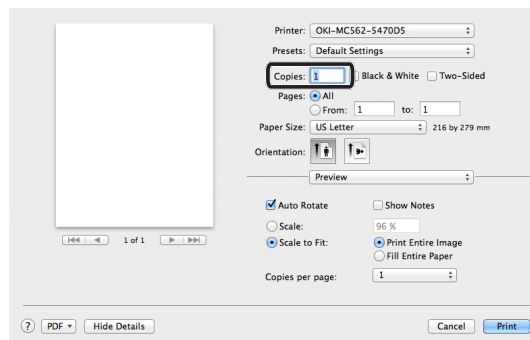 Printer: OKI-MC562-5470D5
Presets: Default Settings
Copies: 1 Black & White Two-Sided
Pages: All
From: 1 to: 1
Paper Size: US Letter 216 by 279 mm
Orientation:
Preview
Auto Rotate Show Notes
Scale: 96 %
Scale to Fit: Print Entire Image
Fill Entire Paper
Copies per page: 1
1 of 1
? PDF Hide Details Cancel Print